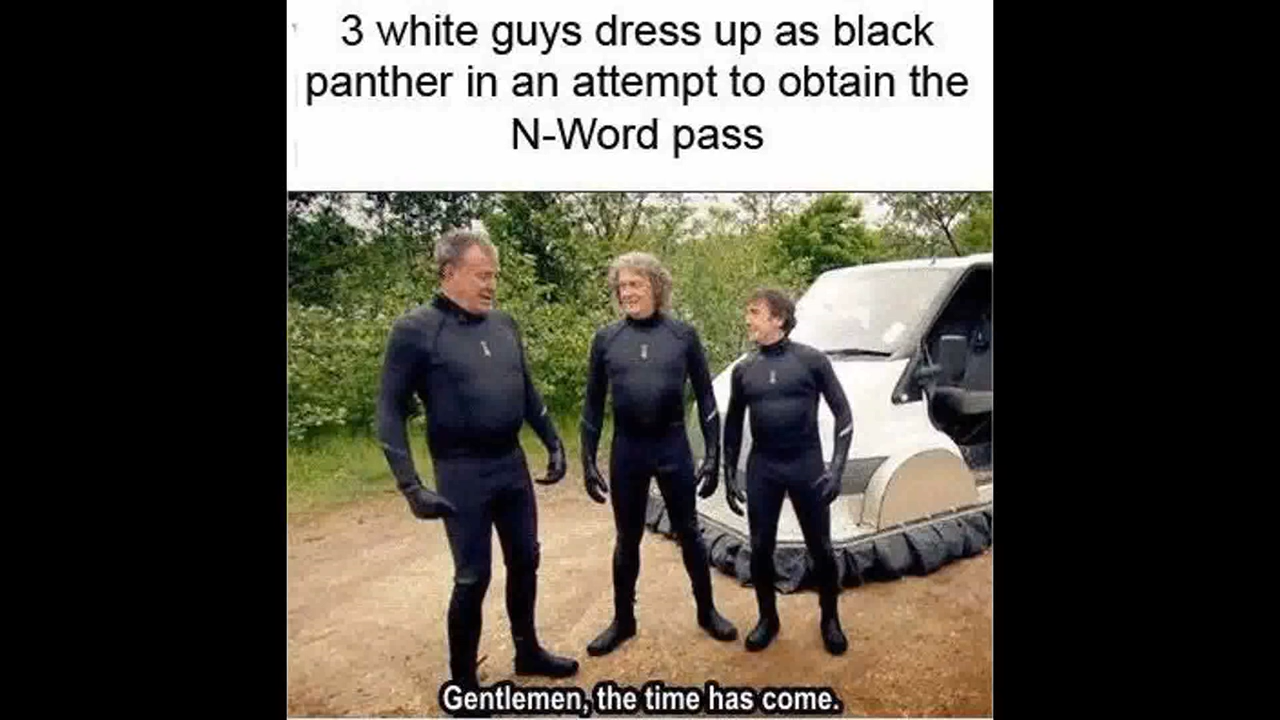 3 white guys dress up as black
panther in an attempt to obtain the
N-Word pass
Gentlemen, the time has come.